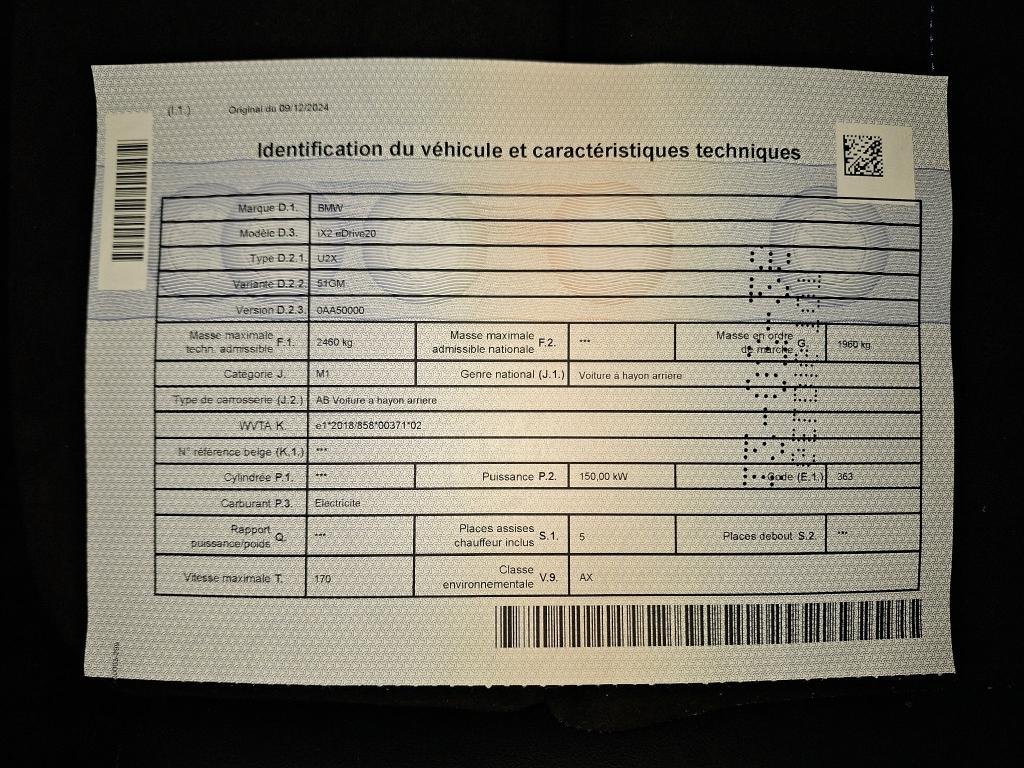 (I.1.) Original du 09/12/2024
Identification du véhicule et caractéristiques techniques
Marque D.1. BMW
Modèle D.3. iX2 eDrive20
Type D.2.1. U2X
Variante D.2.2. 51GM
Version D.2.3. 0AA50000
Masse maximale techn. admissible F.1. 2460 kg Masse maximale admissible nationale F.2. *** Masse en ordre de marche G. 1960 kg
Catégorie J. M1 Genre national (J.1.) Voiture à hayon arrière
Type de carrosserie (J.2.) AB Voiture a hayon arriere
WVTA K. e1*2018/858*00371*02
N° référence belge (K.1.) ***
Cylindrée P.1. *** Puissance P.2. 150,00 kW Code (E.1.) 363
Carburant P.3. Electricite
Rapport puissance/poids Q. *** Places assises chauffeur inclus S.1. 5 Places debout S.2. ***
Vitesse maximale T. 170 Classe environnementale V.9. AX